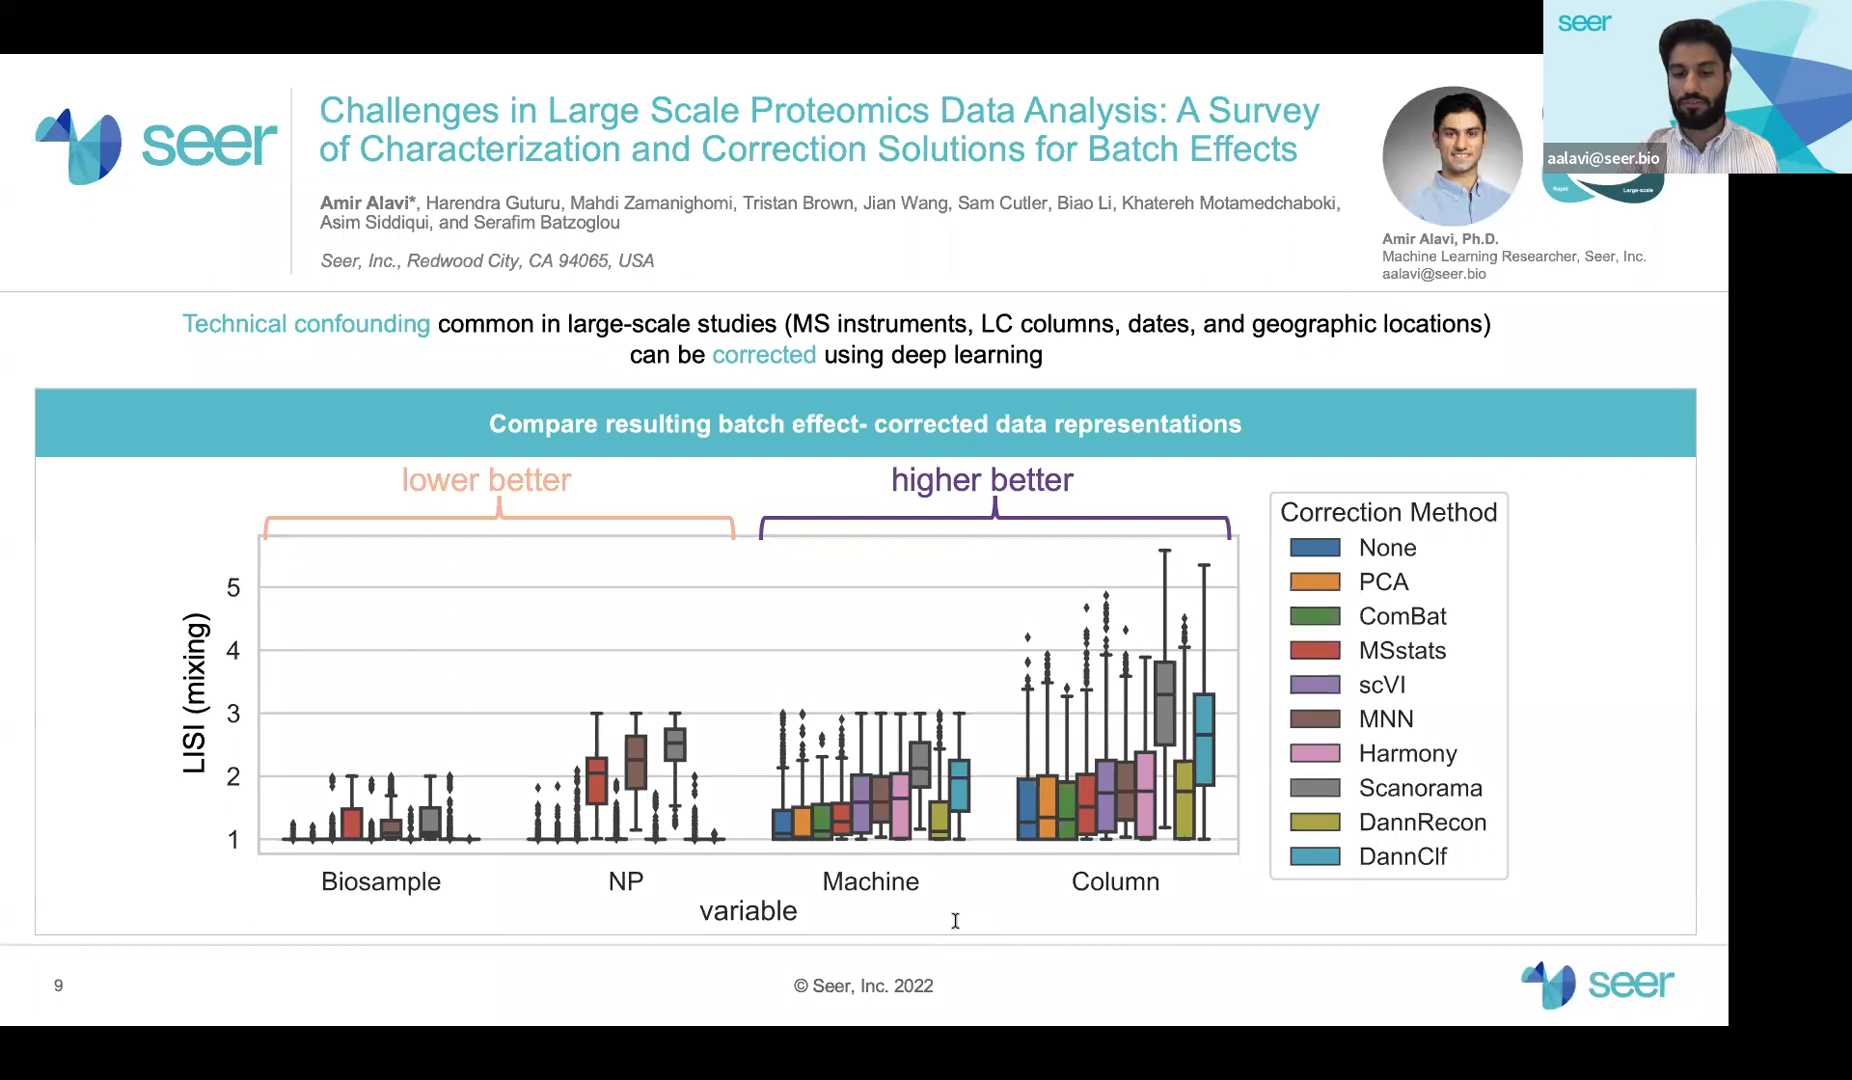 seer
aalavi@seer.bio
seer
Challenges in Large Scale Proteomics Data Analysis: A Survey
of Characterization and Correction Solutions for Batch Effects
Amir Alavi*, Harendra Guturu, Mahdi Zamanighomi, Tristan Brown, Jian Wang, Sam Cutler, Biao Li, Khatereh Motamedchaboki,
Asim Siddiqui, and Serafim Batzoglou
Seer, Inc., Redwood City, CA 94065, USA
Rapid
Large-scale
Amir Alavi, Ph.D.
Machine Learning Researcher, Seer, Inc.
aalavi@seer.bio
Technical confounding common in large-scale studies (MS instruments, LC columns, dates, and geographic locations)
can be corrected using deep learning
Compare resulting batch effect- corrected data representations
lower better
higher better
LISI (mixing)
5
4
3
2
1
Biosample
NP
Machine
Column
variable
Correction Method
None
PCA
ComBat
MSstats
scVI
MNN
Harmony
Scanorama
DannRecon
DannClf
9
© Seer, Inc. 2022
seer